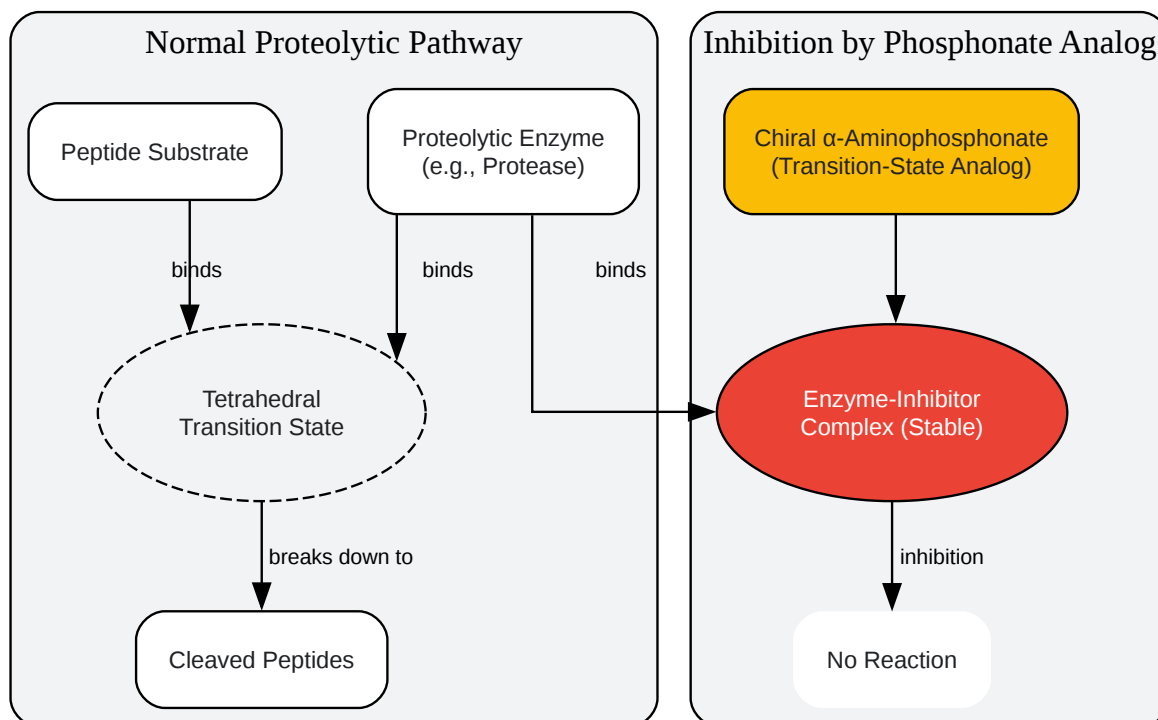 Normal Proteolytic Pathway
Peptide Substrate
Proteolytic Enzyme
(e.g., Protease)
binds
binds
binds
Tetrahedral
Transition State
breaks down to
Cleaved Peptides
Inhibition by Phosphonate Analog
Chiral α-Aminophosphonate
(Transition-State Analog)
Enzyme-Inhibitor
Complex (Stable)
inhibition
No Reaction